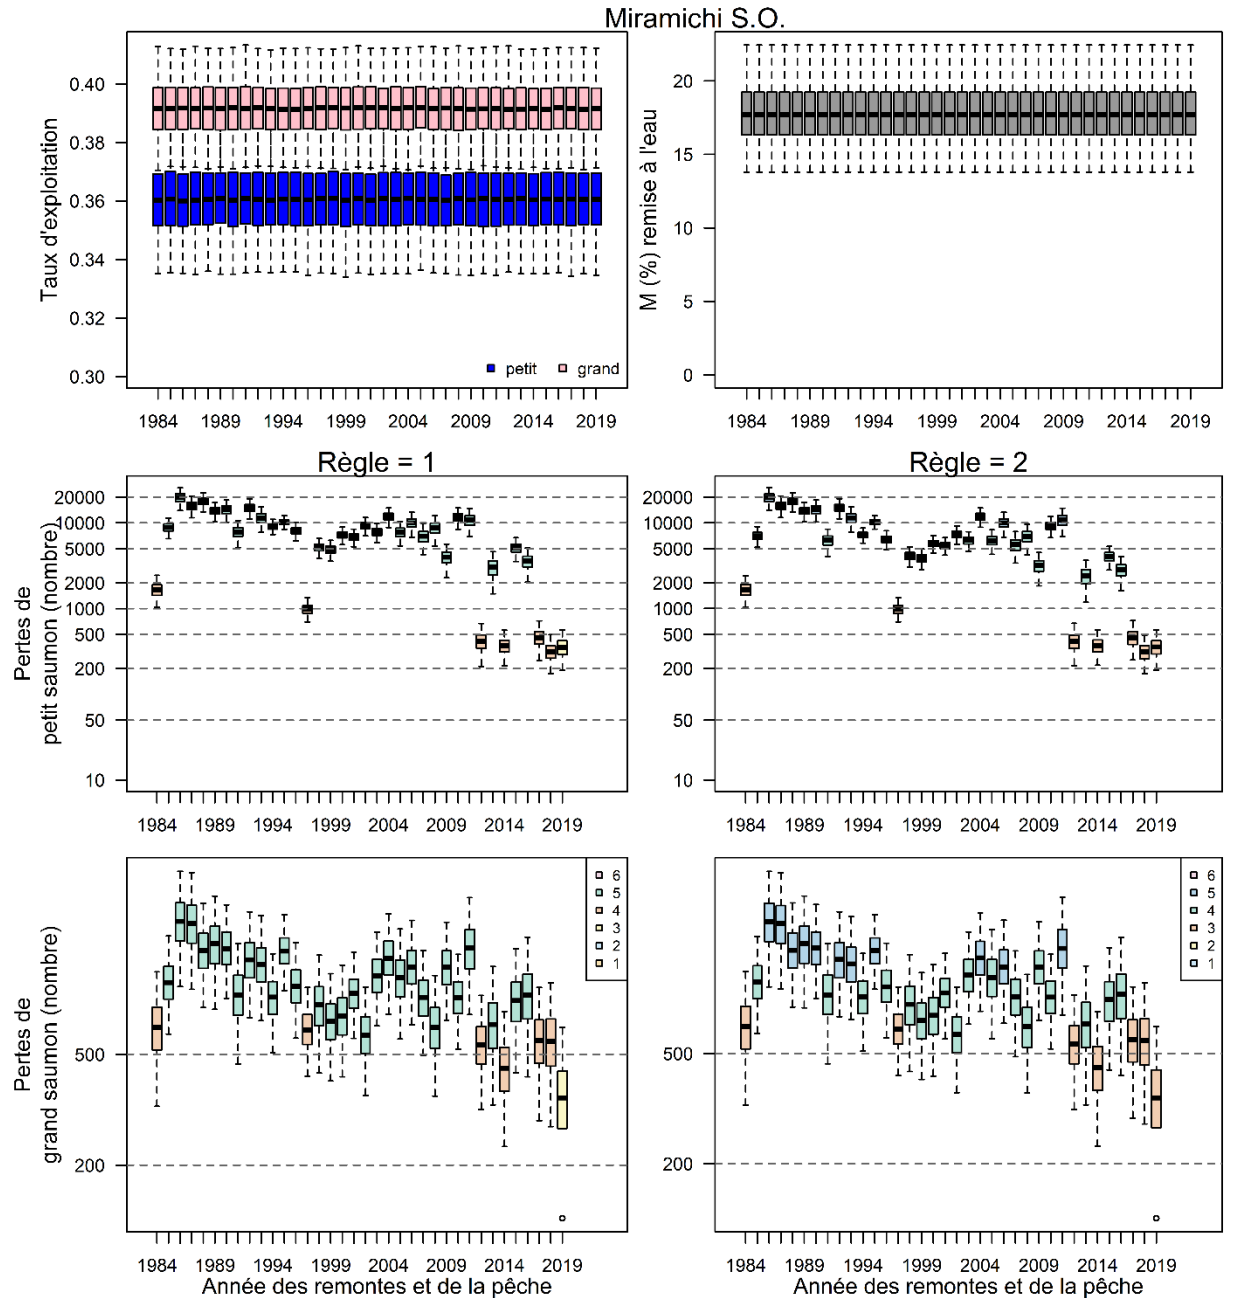 Miramichi S.O.
Taux d'exploitation
0.40
0.38
0.36
0.34
0.32
0.30
petit grand
1984 1989 1994 1999 2004 2009 2014 2019
M (%) remise à l'eau
20
15
10
5
0
1984 1989 1994 1999 2004 2009 2014 2019
Règle = 1
Pertes de
petit saumon (nombre)
20000
10000
5000
2000
1000
500
200
50
10
1984 1989 1994 1999 2004 2009 2014 2019
Règle = 2
20000
10000
5000
2000
1000
500
200
50
10
1984 1989 1994 1999 2004 2009 2014 2019
Pertes de
grand saumon (nombre)
500
200
6
5
4
3
2
1
1984 1989 1994 1999 2004 2009 2014 2019
Année des remontes et de la pêche
500
200
6
5
4
3
2
1
1984 1989 1994 1999 2004 2009 2014 2019
Année des remontes et de la pêche